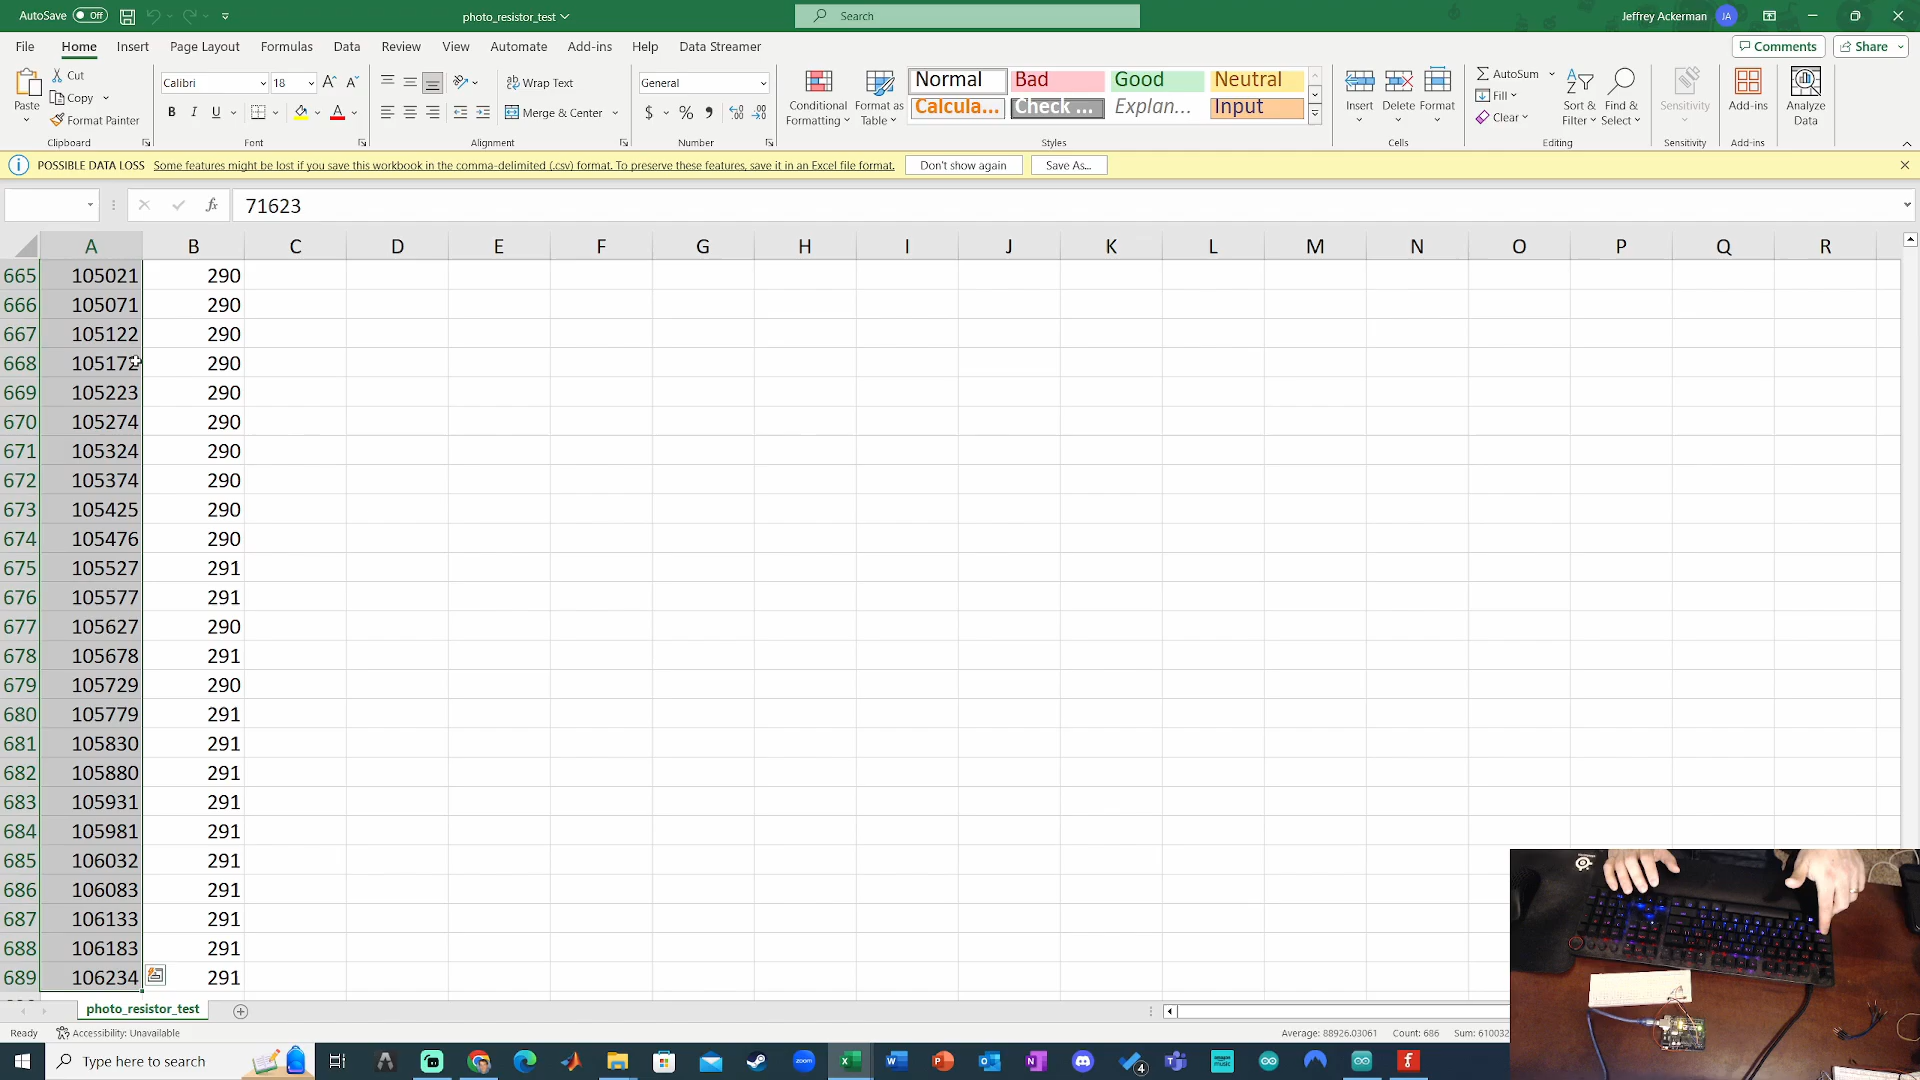 AutoSave Off photo_resistor_test Search Jeffrey Ackerman JA
File Home Insert Page Layout Formulas Data Review View Automate Add-ins Help Data Streamer Comments Share
Paste Cut Copy Format Painter Clipboard
Calibri 18 B I U A Font
Wrap Text Merge & Center Alignment
General $ % , Number
Conditional Formatting Format as Table Normal Bad Good Neutral Calcula... Check ... Explan... Input Styles
Insert Delete Format Cells
AutoSum Fill Clear Sort & Filter Find & Select Editing
Sensitivity Sensitivity
Add-ins Add-ins
Analyze Data
POSSIBLE DATA LOSS Some features might be lost if you save this workbook in the comma-delimited (.csv) format. To preserve these features, save it in an Excel file format. Don't show again Save As...
fx 71623
A B C D E F G H I J K L M N O P Q R
665 105021 290
666 105071 290
667 105122 290
668 105172 290
669 105223 290
670 105274 290
671 105324 290
672 105374 290
673 105425 290
674 105476 290
675 105527 291
676 105577 291
677 105627 290
678 105678 291
679 105729 290
680 105779 291
681 105830 291
682 105880 291
683 105931 291
684 105981 291
685 106032 291
686 106083 291
687 106133 291
688 106183 291
689 106234 291
photo_resistor_test
Ready Accessibility: Unavailable Average: 88926.03061 Count: 686 Sum: 610032
Type here to search 4